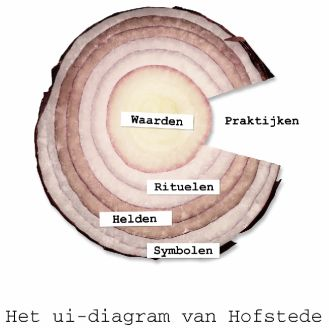 Waarden
Praktijken
Rituelen
Helden
Symbolen
Het ui-diagram van Hofstede